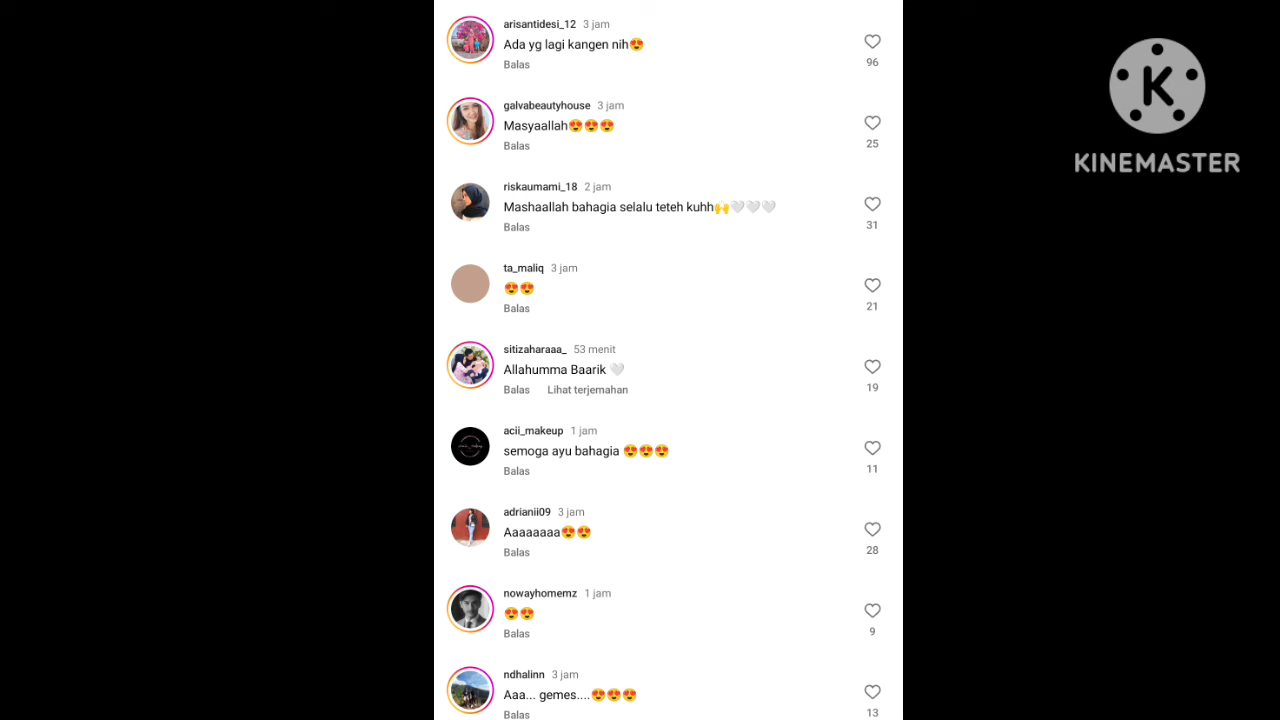 arisantidesi_12 3 jam
Ada yg lagi kangen nih😍
96
Balas
galvabeautyhouse 3 jam
Masyaallah😍😍😍
25
Balas
riskaumami_18 2 jam
Mashaallah bahagia selalu teteh kuhh🙌🤍🤍🤍
31
Balas
ta_maliq 3 jam
😍😍
21
Balas
sitizaharaaa_ 53 menit
Allahumma Baarik 🤍
19
Balas Lihat terjemahan
acii_makeup 1 jam
semoga ayu bahagia 😍😍😍
11
Balas
adrianii09 3 jam
Aaaaaaaa😍😍
28
Balas
nowayhomemz 1 jam
😍😍
9
Balas
ndhalinn 3 jam
Aaa... gemes....😍😍😍
13
Balas
K
KINEMASTER